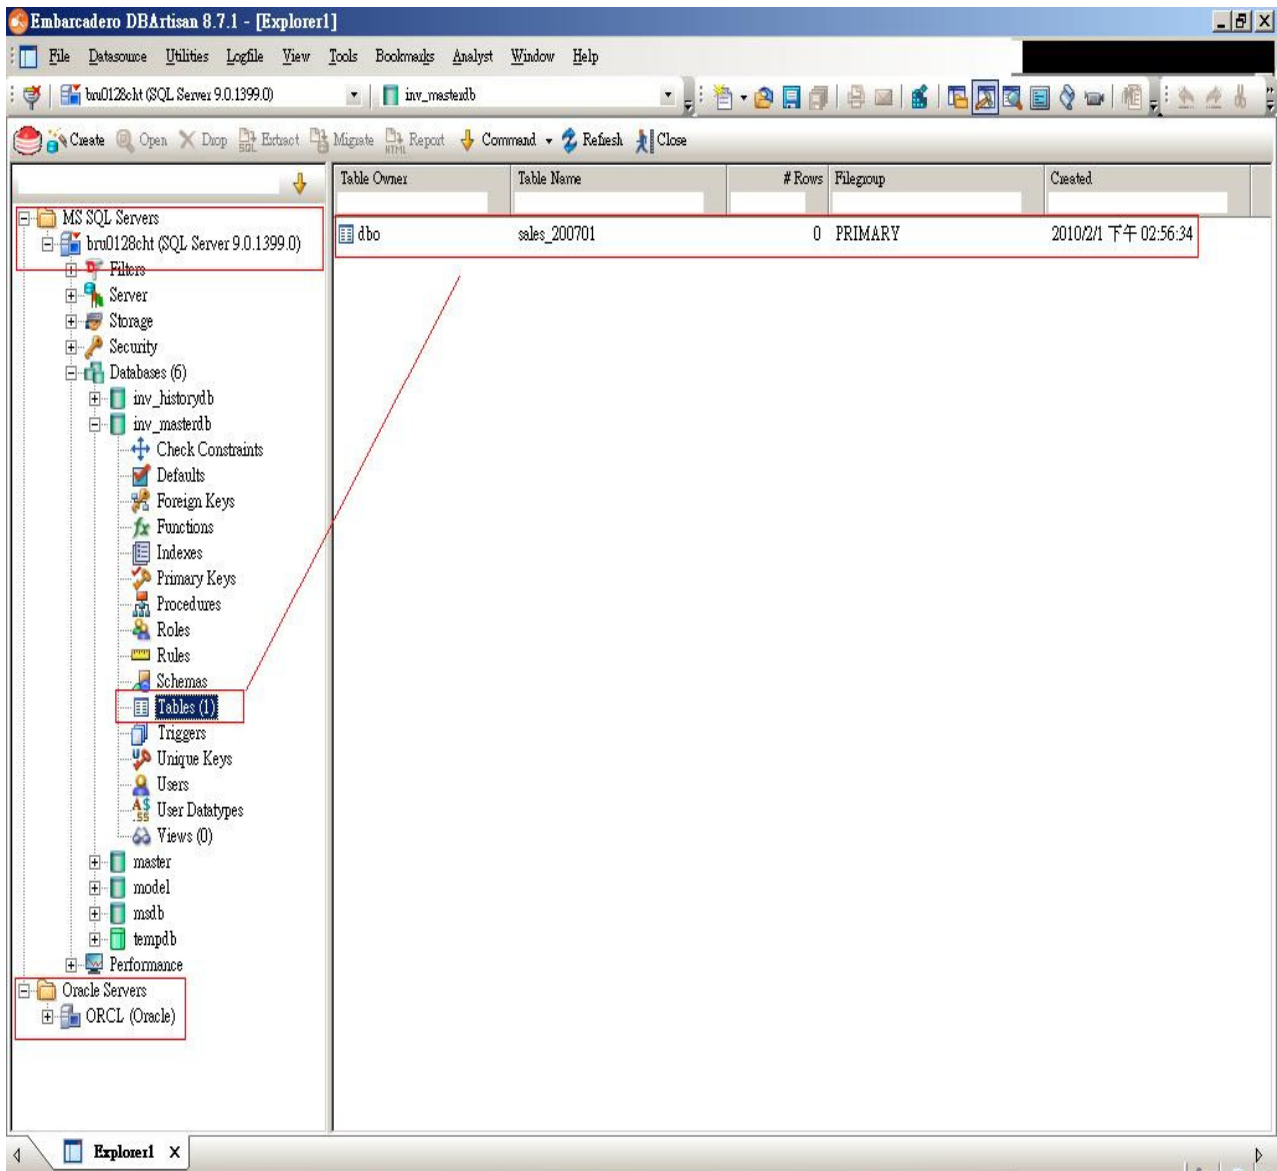 Embarcadero DBArtisan 8.7.1 - [Explorer1]
File Datasource Utilities Logfile View Tools Bookmarks Analyst Window Help
bru0128cht (SQL Server 9.0.1399.0) inv_masterdb
Create Open Drop Extract Migrate Report Command Refresh Close
Table Owner Table Name # Rows Filegroup Created
dbo sales_200701 0 PRIMARY 2010/2/1 下午 02:56:34
MS SQL Servers
bru0128cht (SQL Server 9.0.1399.0)
Filters
Server
Storage
Security
Databases (6)
inv_historydb
inv_masterdb
Check Constraints
Defaults
Foreign Keys
Functions
Indexes
Primary Keys
Procedures
Roles
Rules
Schemas
Tables (1)
Triggers
Unique Keys
Users
User Datatypes
Views (0)
master
model
msdb
tempdb
Performance
Oracle Servers
ORCL (Oracle)
Explorer1 X